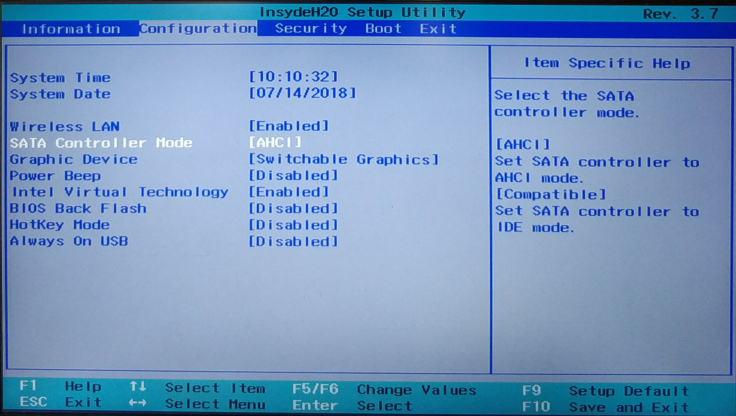 InsydeH2O Setup Utility Rev. 3.7
Information Configuration Security Boot Exit
Item Specific Help
System Time [10:10:32]
System Date [07/14/2018]
Wireless LAN [Enabled]
SATA Controller Mode [AHCI]
Graphic Device [Switchable Graphics]
Power Beep [Disabled]
Intel Virtual Technology [Enabled]
BIOS Back Flash [Disabled]
HotKey Mode [Disabled]
Always On USB [Disabled]
Select the SATA
controller mode.
[AHCI]
Set SATA controller to
AHCI mode.
[Compatible]
Set SATA controller to
IDE mode.
F1 Help ↑↓ Select Item F5/F6 Change Values F9 Setup Default
ESC Exit ↔ Select Menu Enter Select F10 Save and Exit